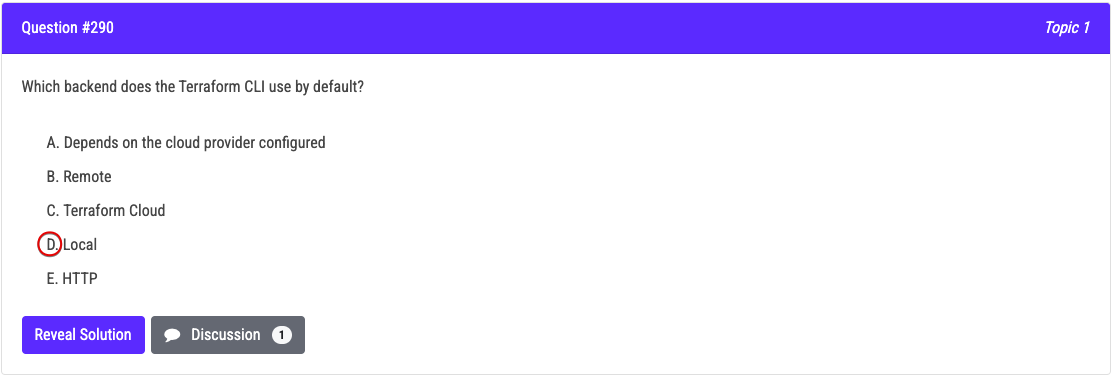 Question #290
Topic 1
Which backend does the Terraform CLI use by default?
A. Depends on the cloud provider configured
B. Remote
C. Terraform Cloud
D. Local
E. HTTP
Reveal Solution
Discussion 1